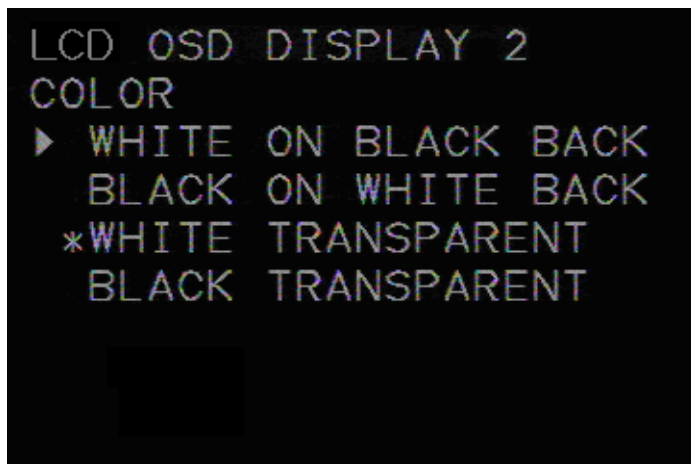 LCD OSD DISPLAY 2
COLOR
▶ WHITE ON BLACK BACK
BLACK ON WHITE BACK
*WHITE TRANSPARENT
BLACK TRANSPARENT